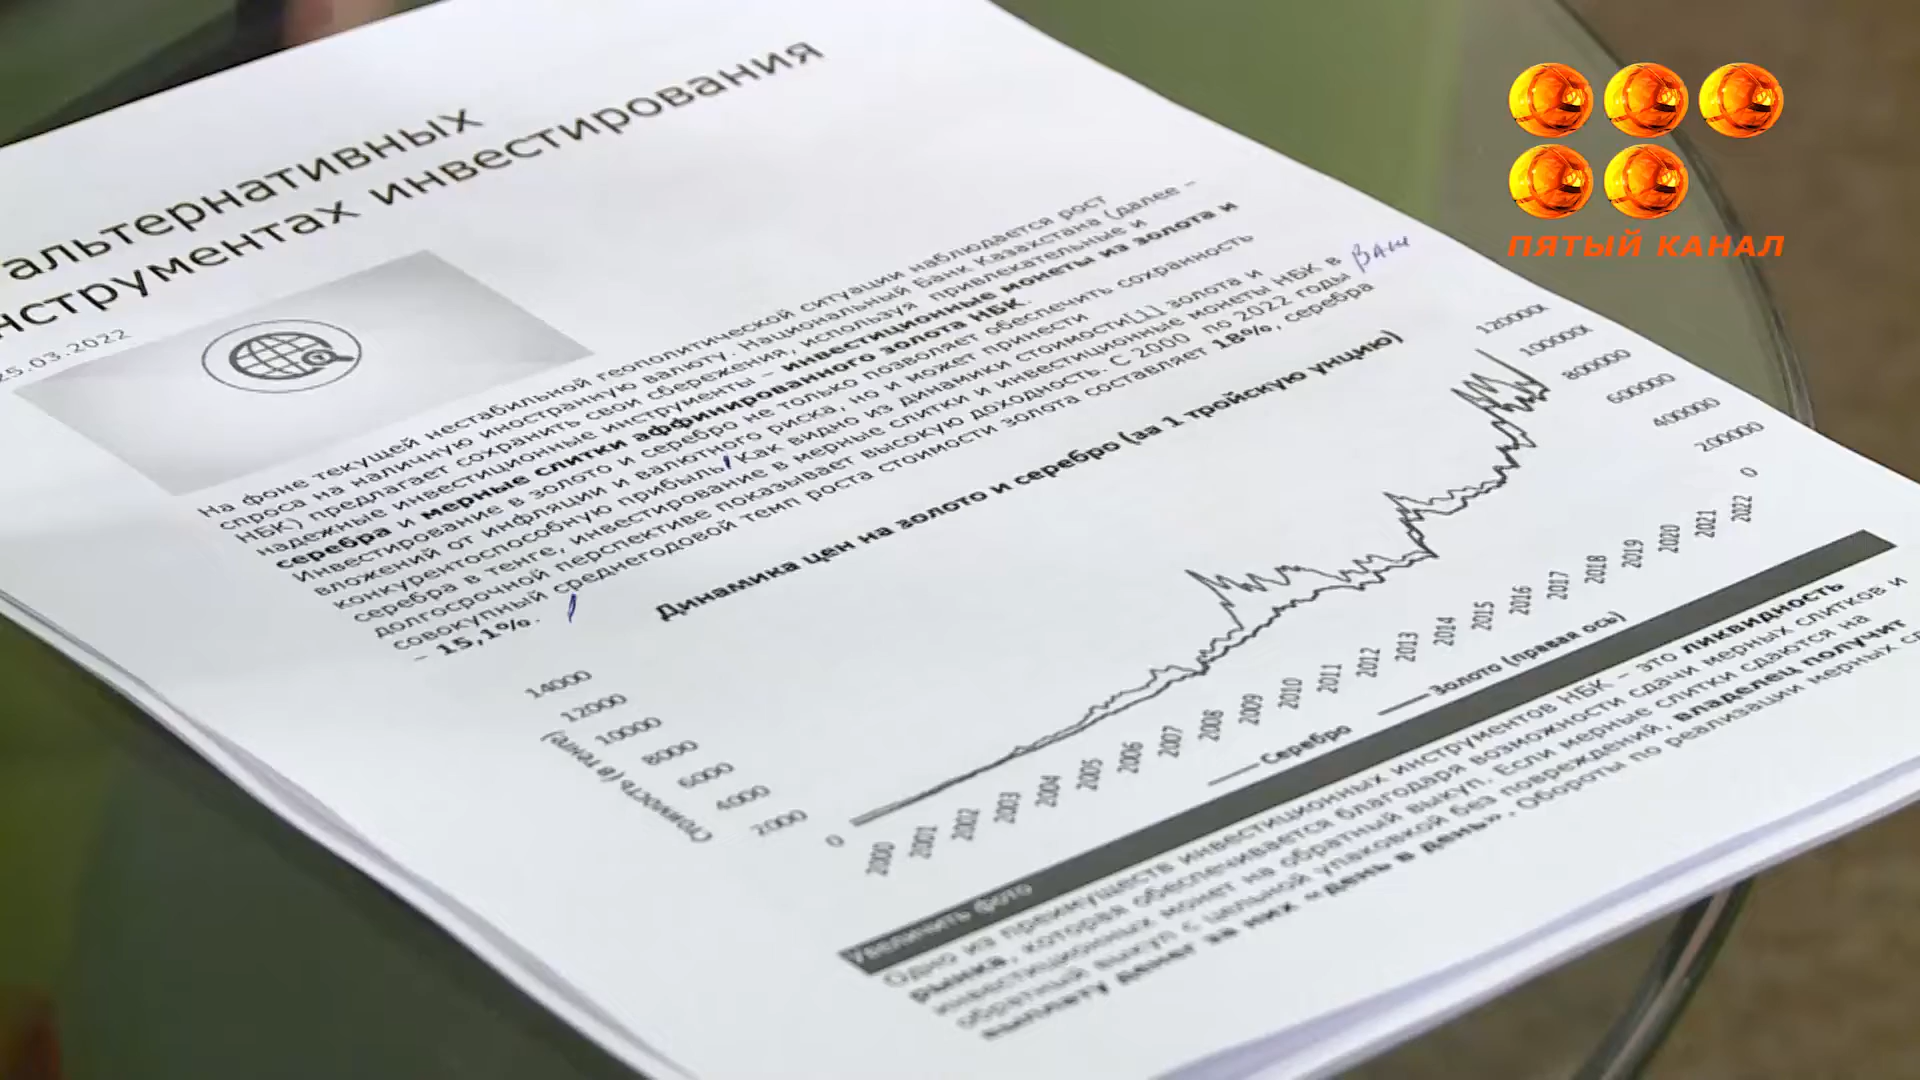 альтернативных
нструментах инвестирования
25.03.2022
На фоне текущей нестабильной геополитической ситуации наблюдается рост
спроса на наличную иностранную валюту. Национальный Банк Казахстана (далее –
НБК) предлагает сохранить свои сбережения, используя привлекательные и
надежные инвестиционные инструменты – инвестиционные монеты из золота и
серебра и мерные слитки аффинированного золота НБК.
Инвестирование в золото и серебро не только позволяет обеспечить сохранность
вложений от инфляции и валютного риска, но и может принести
конкурентоспособную прибыль. Как видно из динамики стоимости[1] золота и
серебра в тенге, инвестирование в мерные слитки и инвестиционные монеты НБК в
долгосрочной перспективе показывает высокую доходность. С 2000 по 2022 годы
совокупный среднегодовой темп роста стоимости золота составляет 18%, серебра
– 15,1%.
Динамика цен на золото и серебро (за 1 тройскую унцию)
Стоимость (в тенге)
14000
12000
10000
8000
6000
4000
2000
0
1200000
1000000
800000
600000
400000
200000
0
2000 2001 2002 2003 2004 2005 2006 2007 2008 2009 2010 2011 2012 2013 2014 2015 2016 2017 2018 2019 2020 2021 2022
Серебро Золото (правая ось)
Увеличить фото
Одно из преимуществ инвестиционных инструментов НБК – это ликвидность
рынка, которая обеспечивается благодаря возможности сдачи мерных слитков и
инвестиционных монет на обратный выкуп. Если мерные слитки сдаются на
обратный выкуп с цельной упаковкой без повреждений, владелец получит
выплату денег за них «день в день». Обороты по реализации мерных сл
ПЯТЫЙ КАНАЛ